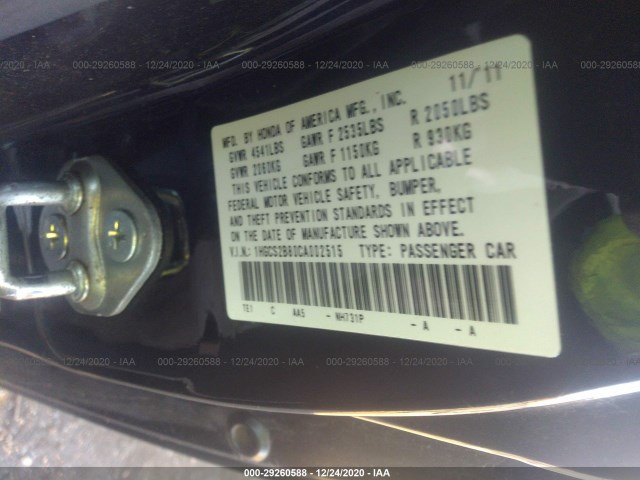 000-29260588 - 12/24/2020 - IAA
MFD. BY HONDA OF AMERICA MFG., INC. 11/11
GVWR 4541LBS GAWR F 2535LBS R 2050LBS
GVWR 2060KG GAWR F 1150KG R 930KG
THIS VEHICLE CONFORMS TO ALL APPLICABLE
FEDERAL MOTOR VEHICLE SAFETY, BUMPER,
AND THEFT PREVENTION STANDARDS IN EFFECT
ON THE DATE OF MANUFACTURE SHOWN ABOVE.
V.I.N.: 1HGCS2B80CA002515 TYPE: PASSENGER CAR
TE1 C AA5 - NH731P - A - A
000-29260588 - 12/24/2020 - IAA
000-29260588 - 12/24/2020 - IAA